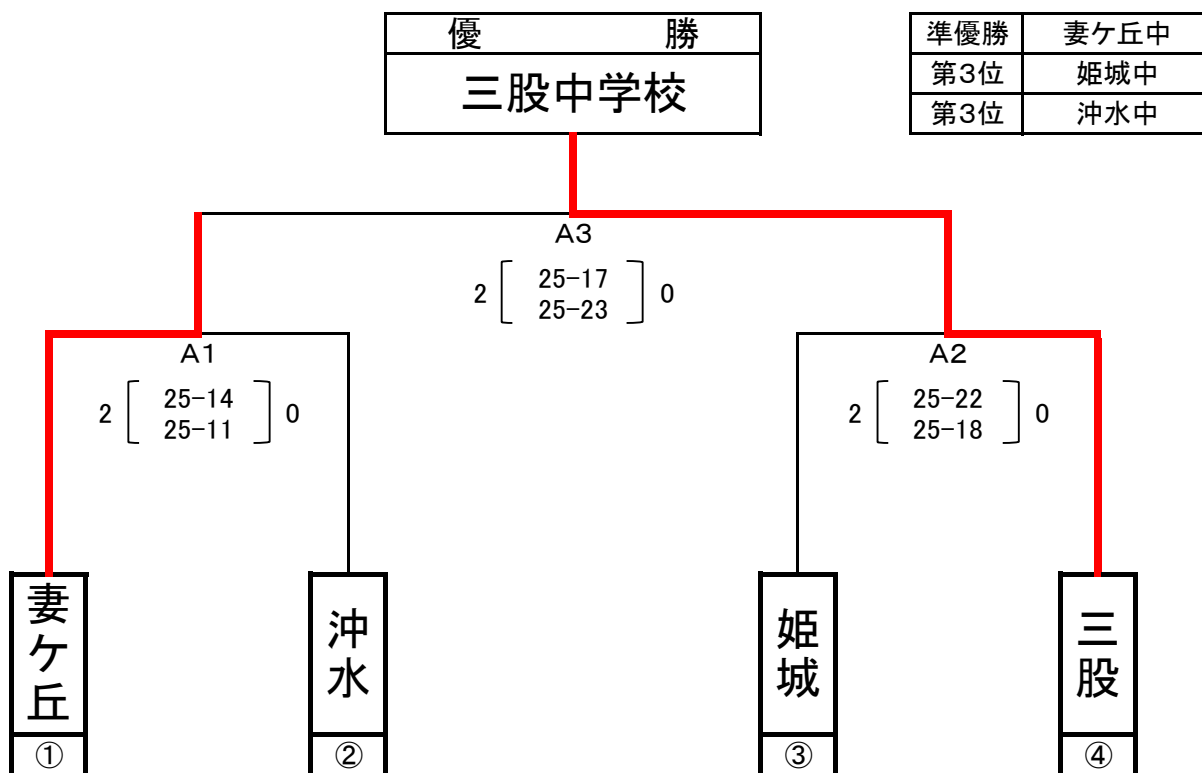 優　勝
三股中学校
準優勝 妻ケ丘中
第3位 姫城中
第3位 沖水中
A3
2 [ 25-17 ] 0
25-23
A1
2 [ 25-14 ] 0
25-11
A2
2 [ 25-22 ] 0
25-18
妻ケ丘
沖水
姫城
三股
①
②
③
④